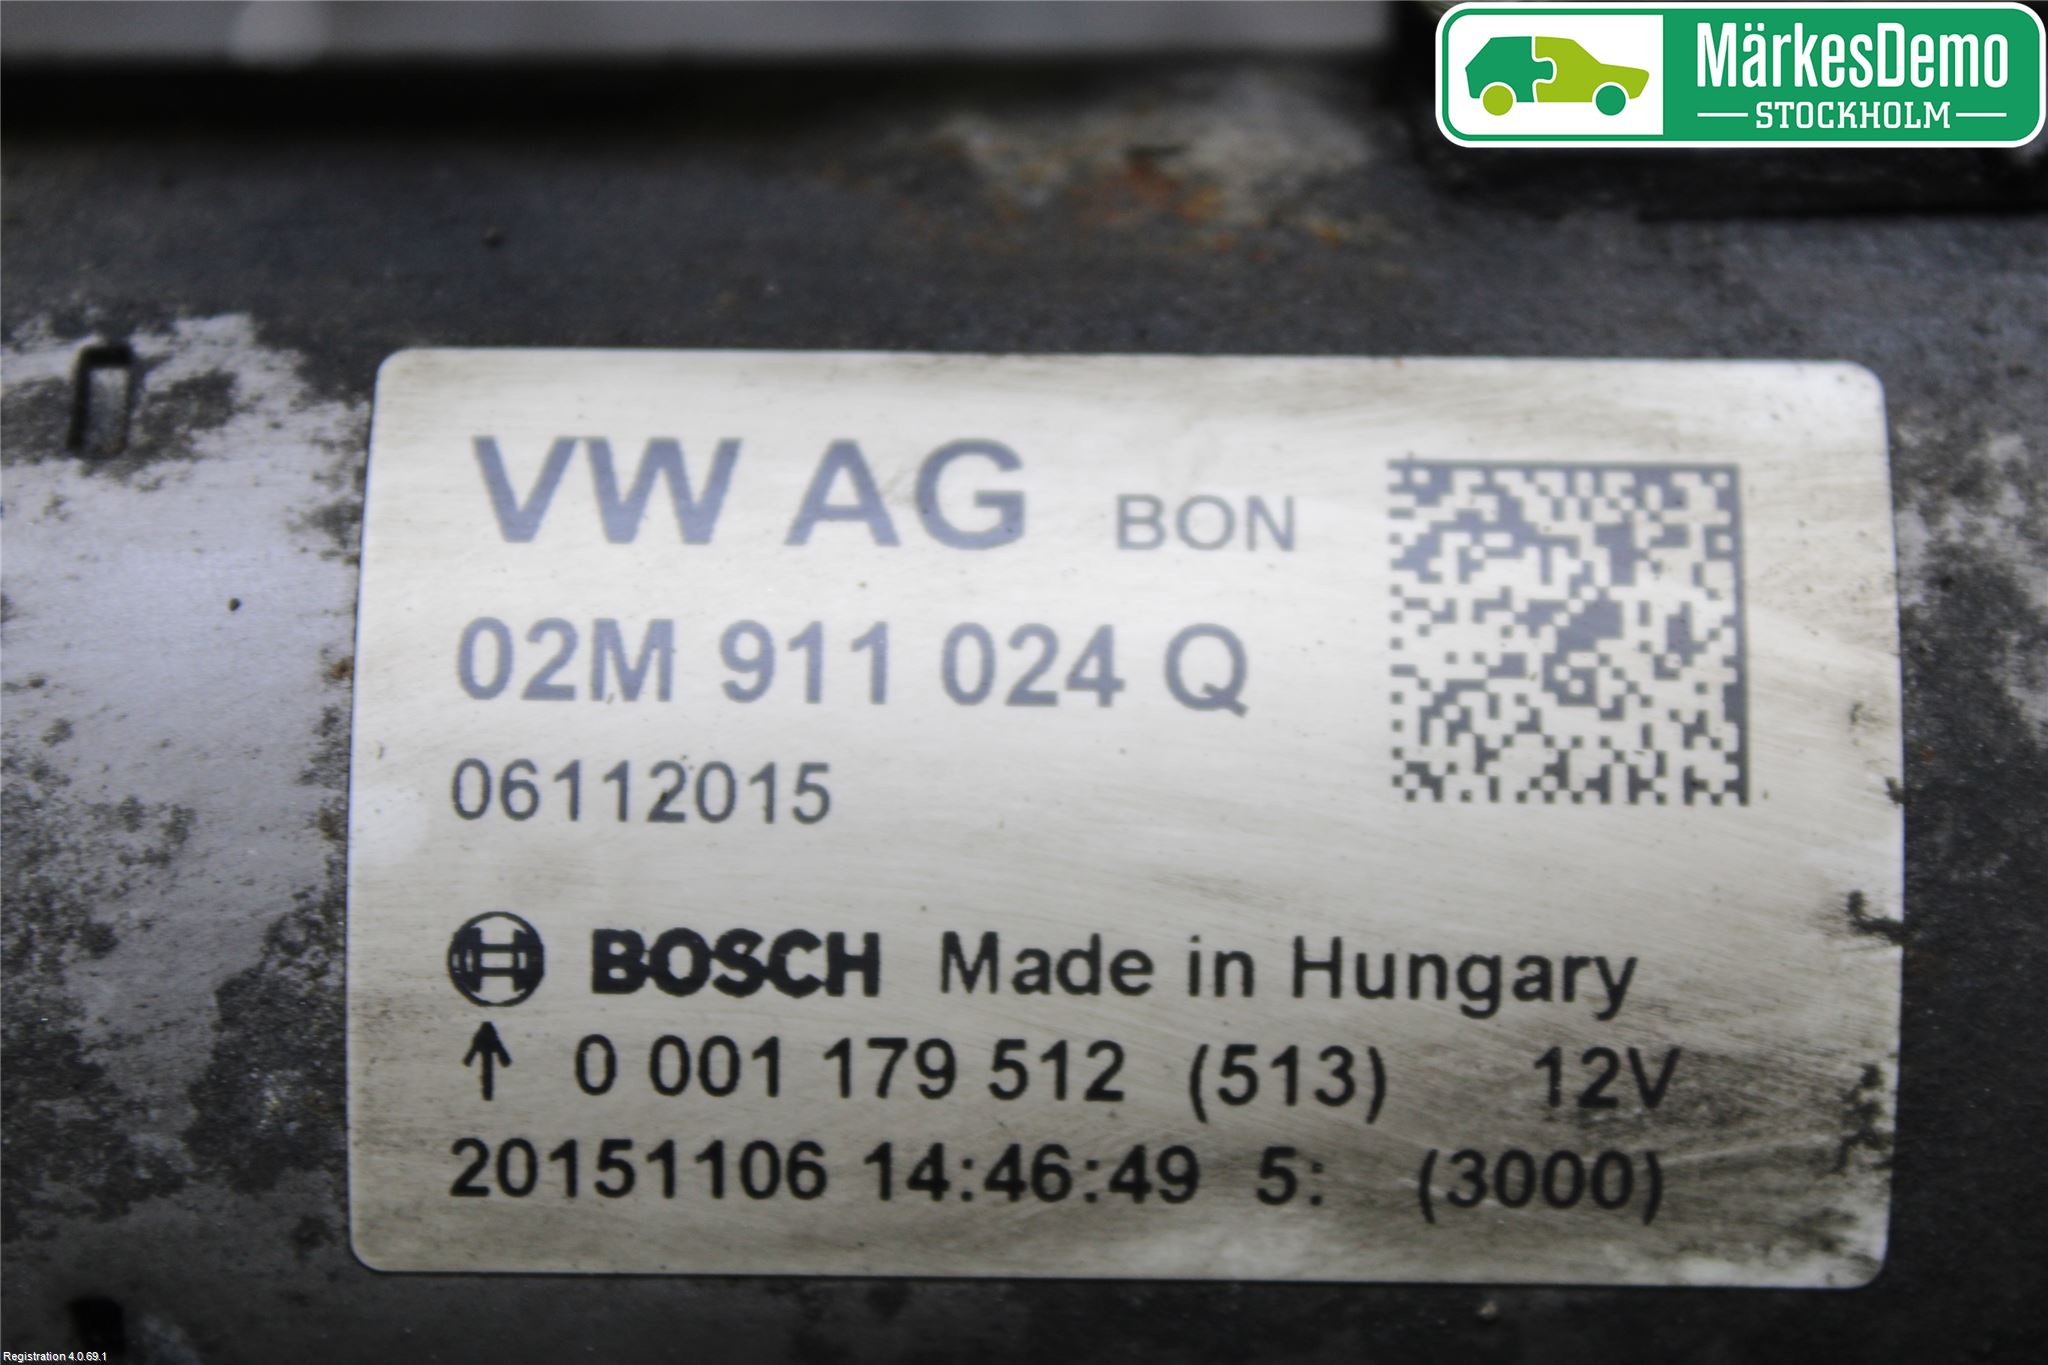 MärkesDemo
STOCKHOLM
VW AG BON
02M 911 024 Q
06112015
BOSCH Made in Hungary
↑ 0 001 179 512 (513) 12V
20151106 14:46:49 5: (3000)
Registration 4.0.69.1